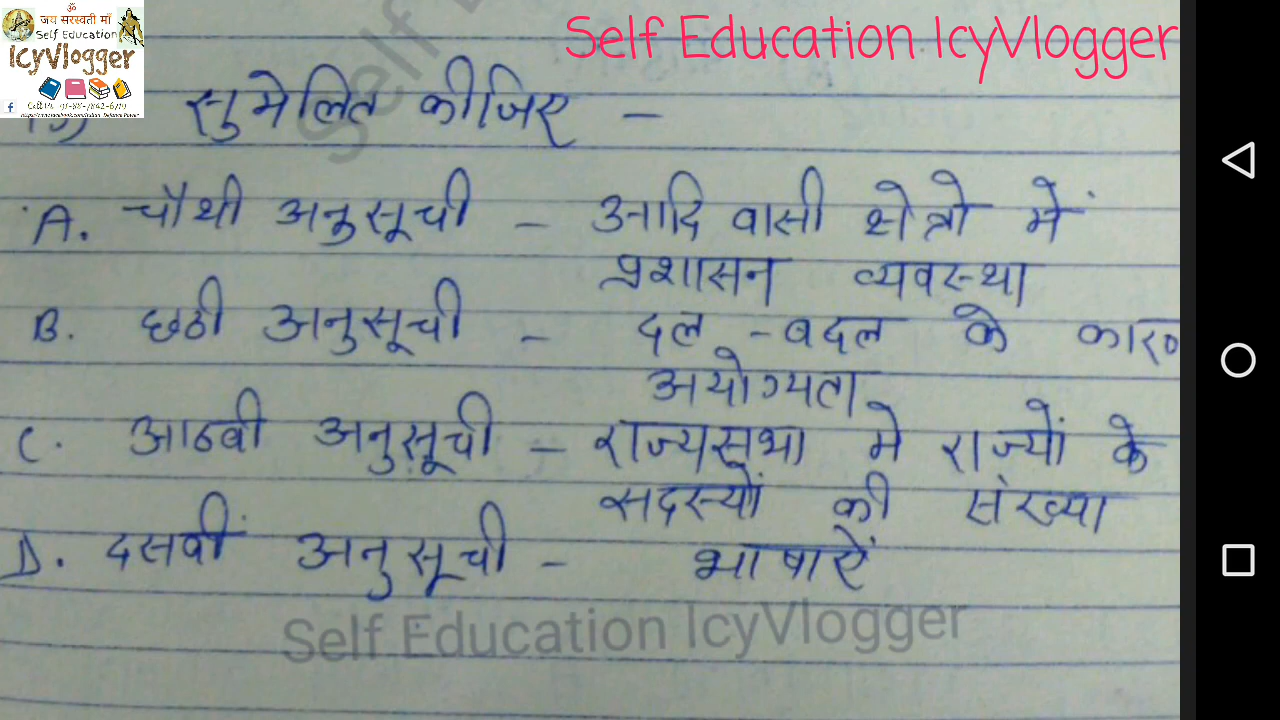 ॐ
जय सरस्वती माँ
Self Education
IcyVlogger
Self Education IcyVlogger
सुमेलित कीजिए -
A. चौथी अनुसूची - आदि वासी क्षेत्रो में
प्रशासन व्यवस्था
B. छठी अनुसूची - दल - बदल के कारण
अयोग्यता
C. आठवी अनुसूची - राज्यसभा मे राज्यों के
सदस्यों की संख्या
D. दसवीं अनुसूची - भाषाऐं
Self Education IcyVlogger